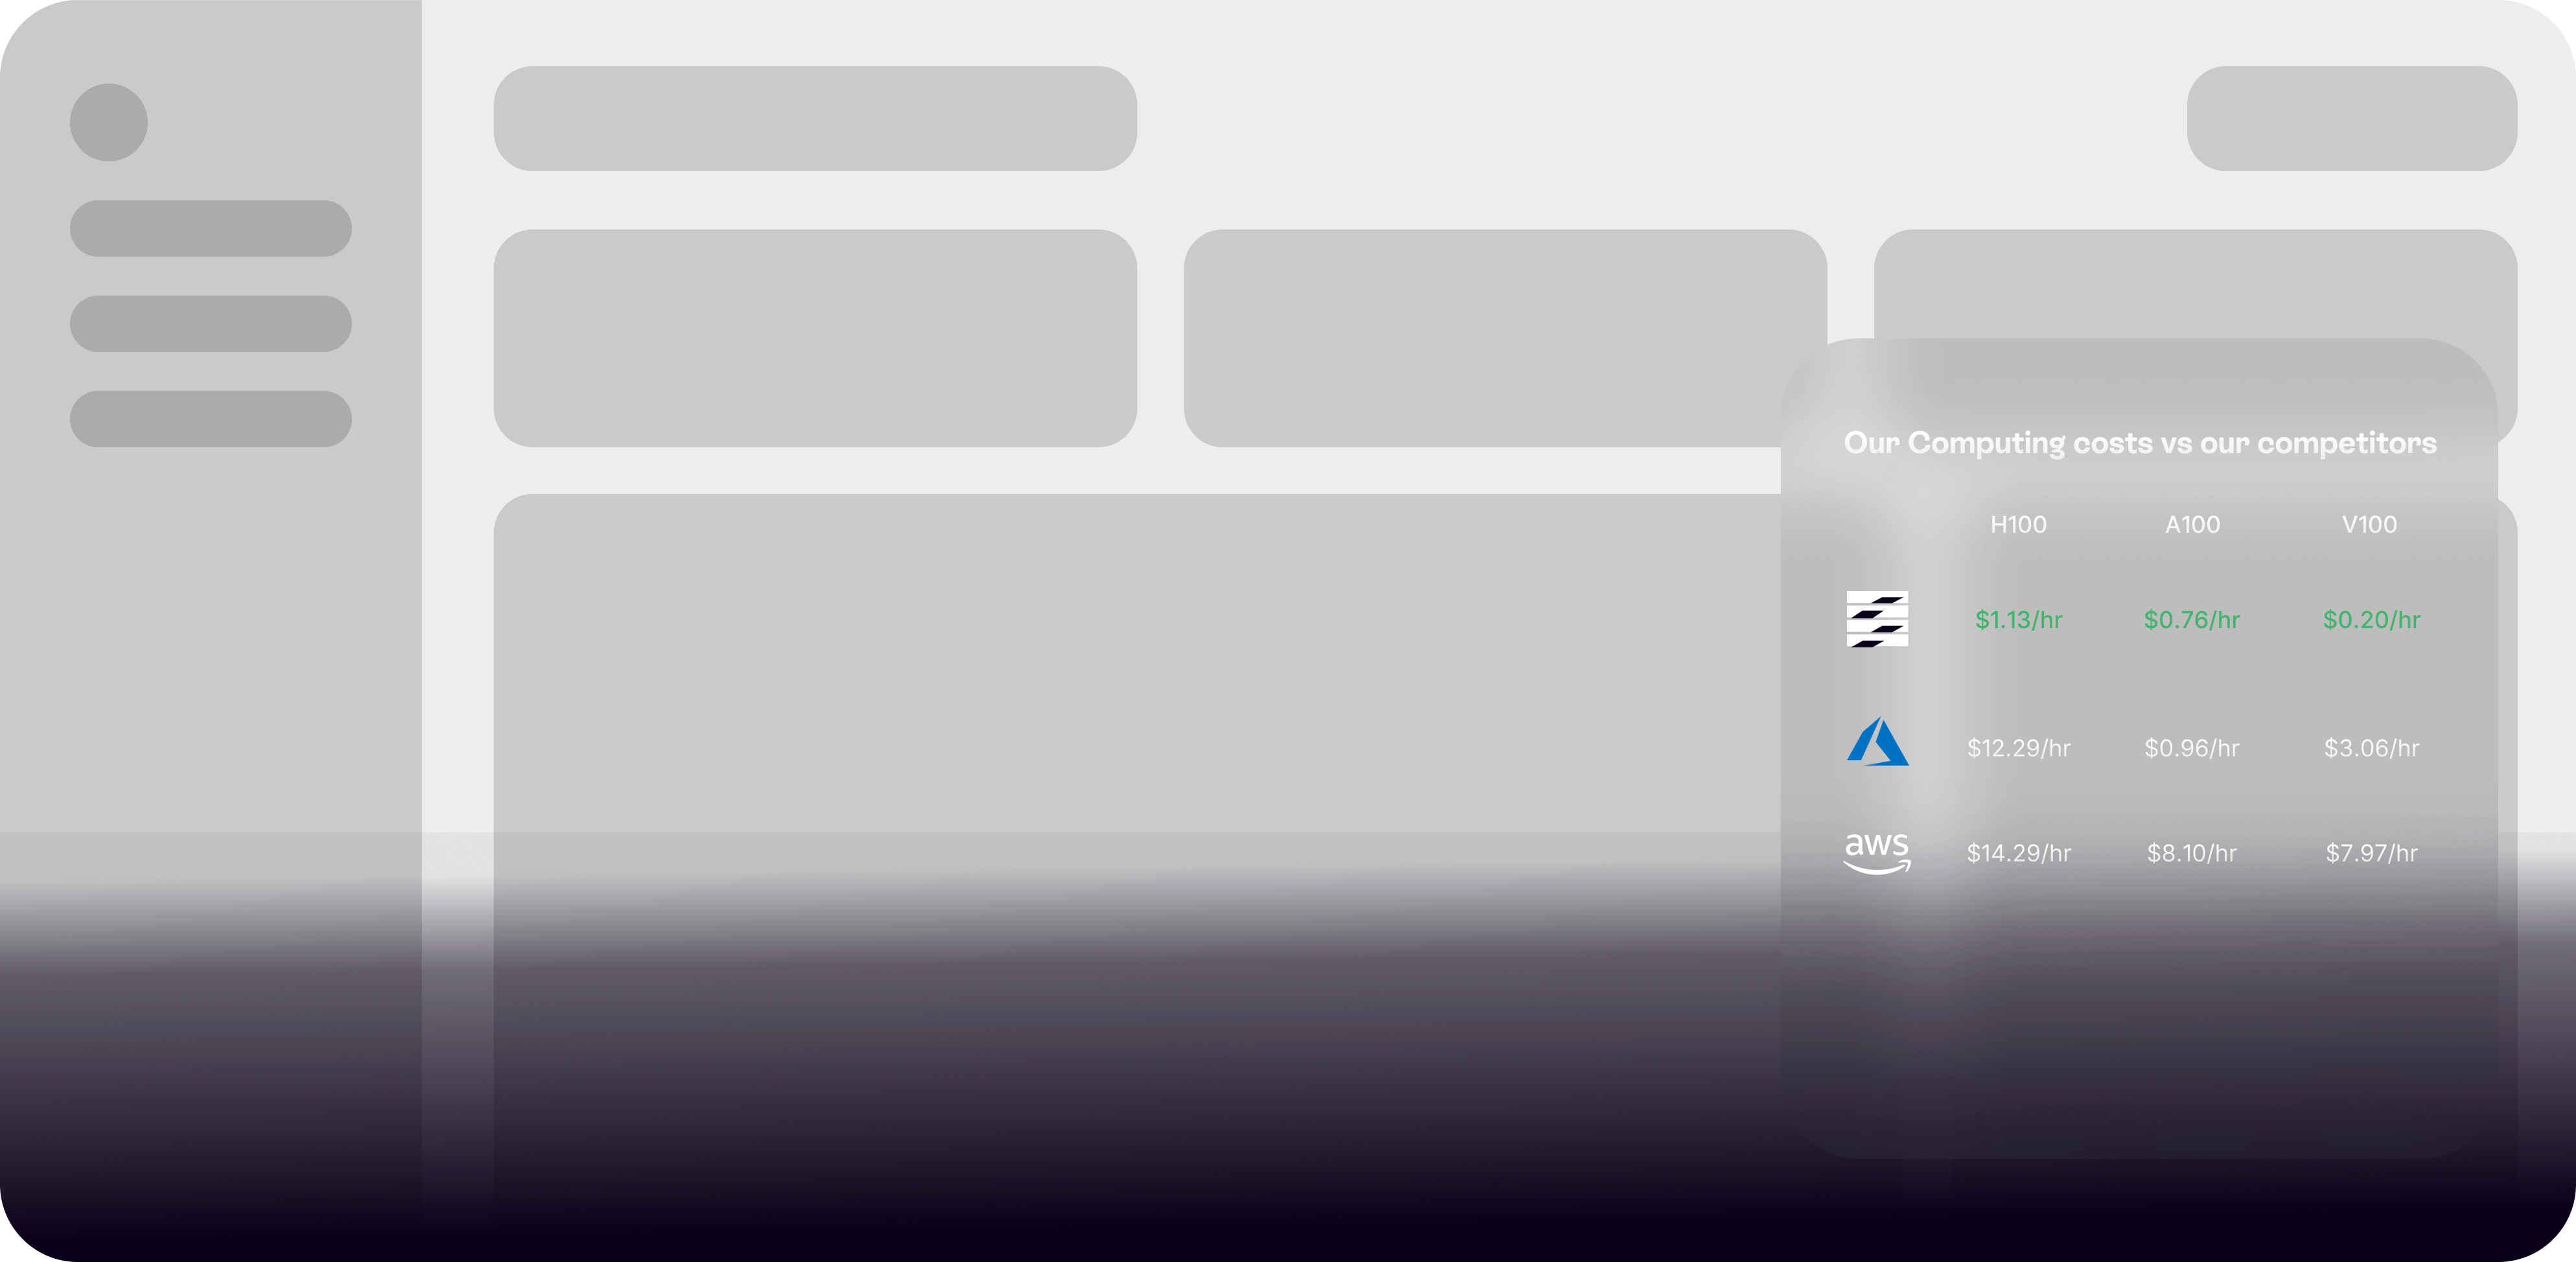 Our Computing costs vs our competitors
H100 A100 V100
$1.13/hr $0.76/hr $0.20/hr
$12.29/hr $0.96/hr $3.06/hr
aws $14.29/hr $8.10/hr $7.97/hr